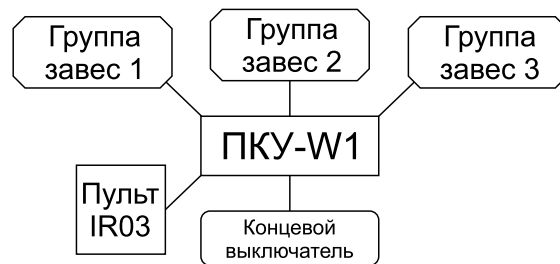 Группа
завес 1
Группа
завес 2
Группа
завес 3
ПКУ-W1
Пульт
IR03
Концевой
выключатель